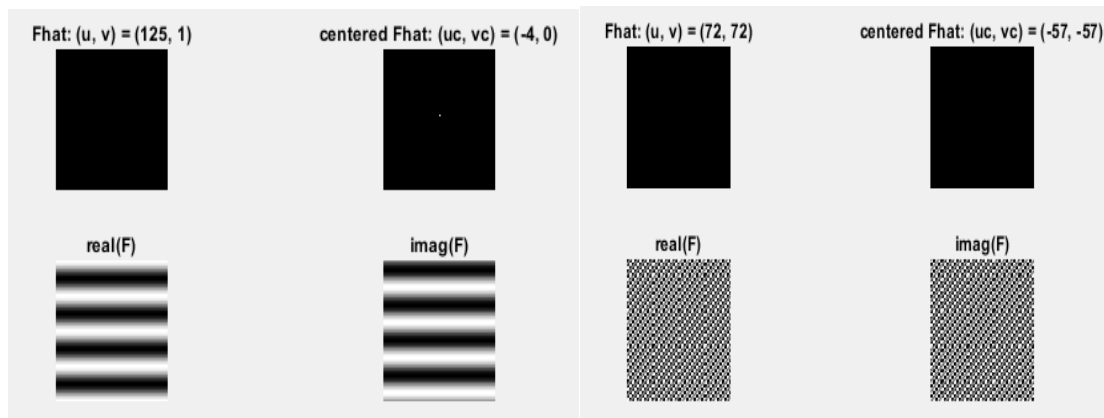 Fhat: (u, v) = (125, 1)
centered Fhat: (uc, vc) = (-4, 0)
real(F)
imag(F)
Fhat: (u, v) = (72, 72)
centered Fhat: (uc, vc) = (-57, -57)
real(F)
imag(F)